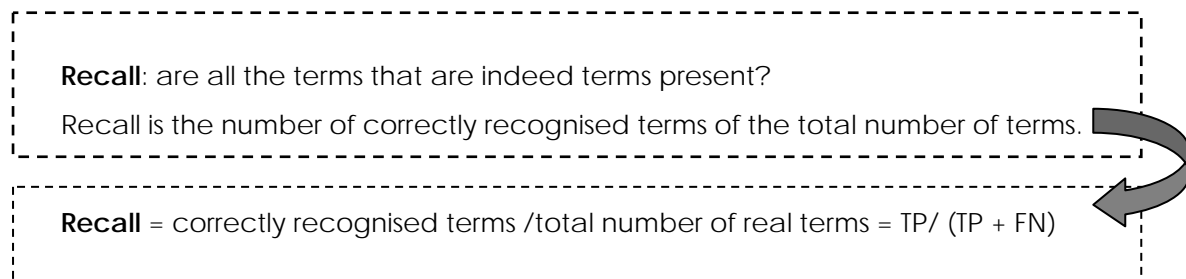 Recall: are all the terms that are indeed terms present?
Recall is the number of correctly recognised terms of the total number of terms.
Recall = correctly recognised terms /total number of real terms = TP/ (TP + FN)